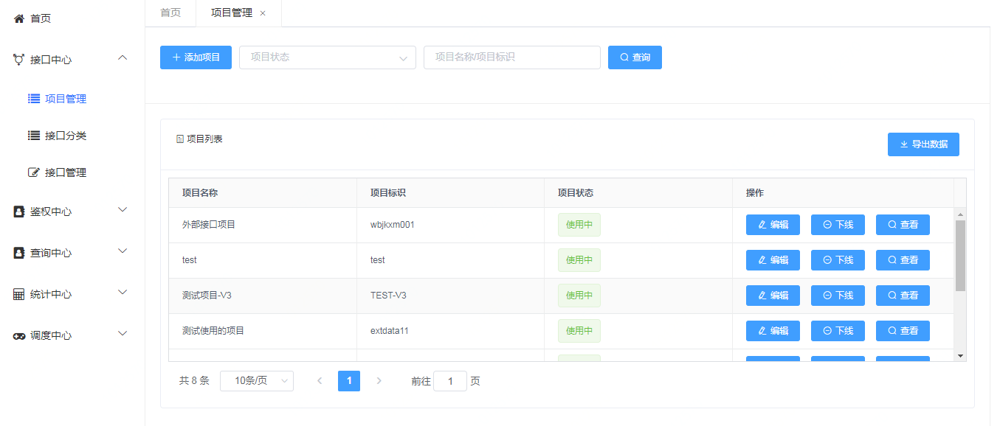 首页
接口中心
项目管理
接口分类
接口管理
鉴权中心
查询中心
统计中心
调度中心
首页 项目管理
添加项目 项目状态 项目名称/项目标识 查询
项目列表
导出数据
项目名称 项目标识 项目状态 操作
外部接口项目 wbjkxm001 使用中 编辑 下线 查看
test test 使用中 编辑 下线 查看
测试项目-V3 TEST-V3 使用中 编辑 下线 查看
测试使用的项目 extdata11 使用中 编辑 下线 查看
共 8 条 10条/页 1 前往 1 页